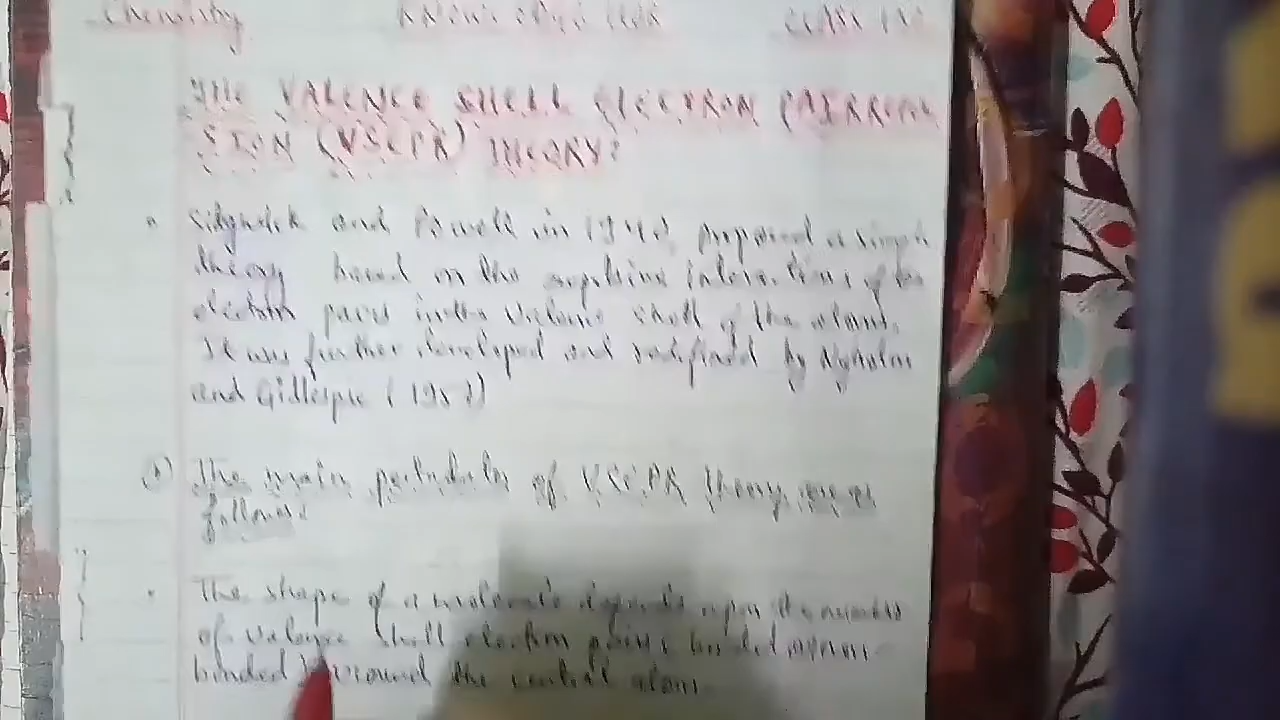 Chemistry CLASS
THE VALENCE SHELL ELECTRON PAIR REPUL
SION (VSEPR) THEORY:
Sidgwick and Powell in 1940, proposed a simple
theory based on the repulsive interactions of the
electron pairs in the valence shell of the atoms.
It was further developed and redefined by Nyholm
and Gillespie (1957)
The main postulates of VSEPR theory are as
follows:
The shape of a molecule depends upon the number
of valence shell electron pairs bonded or non-
bonded around the central atom.